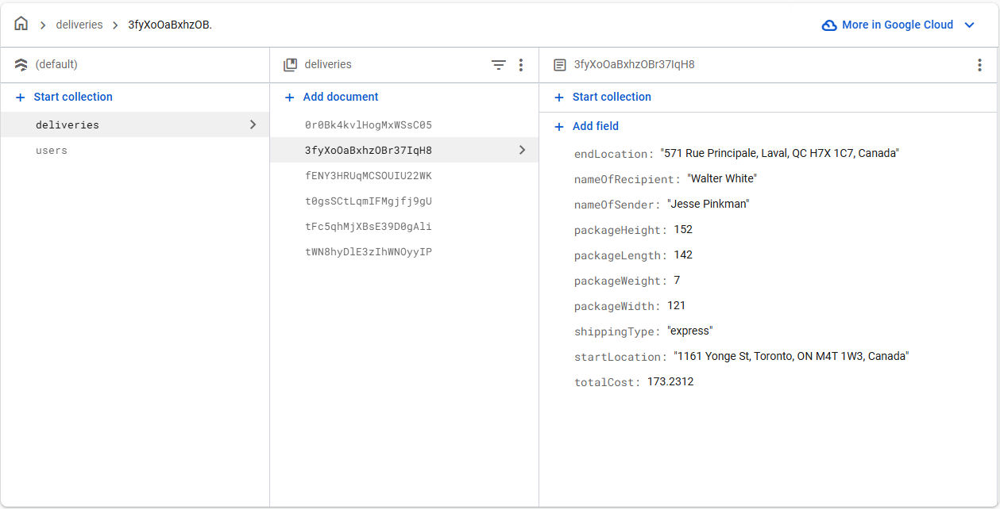 deliveries 3fyXoOaBxhzOB. More in Google Cloud
(default)
Start collection
deliveries
users
deliveries
Add document
0r0Bk4kvlHogMxWSsC05
3fyXoOaBxhzOBr37IqH8
fENY3HRUqMCSOUIU22WK
t0gsSCtLqmIFMgjfj9gU
tFc5qhMjXBsE39D0gAli
tWN8hyDlE3zIhWNOyyIP
3fyXoOaBxhzOBr37IqH8
Start collection
Add field
endLocation: "571 Rue Principale, Laval, QC H7X 1C7, Canada"
nameOfRecipient: "Walter White"
nameOfSender: "Jesse Pinkman"
packageHeight: 152
packageLength: 142
packageWeight: 7
packageWidth: 121
shippingType: "express"
startLocation: "1161 Yonge St, Toronto, ON M4T 1W3, Canada"
totalCost: 173.2312